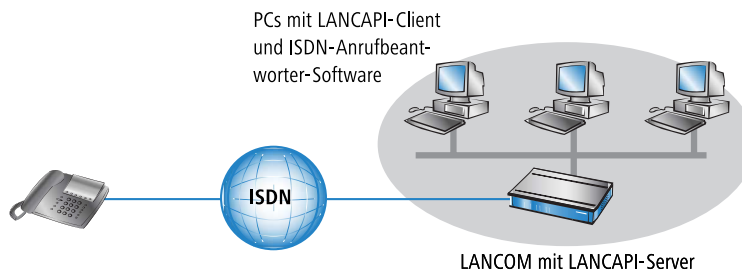 PCs mit LANCAPI-Client
und ISDN-Anrufbeant-
worter-Software
ISDN
LANCOM mit LANCAPI-Server